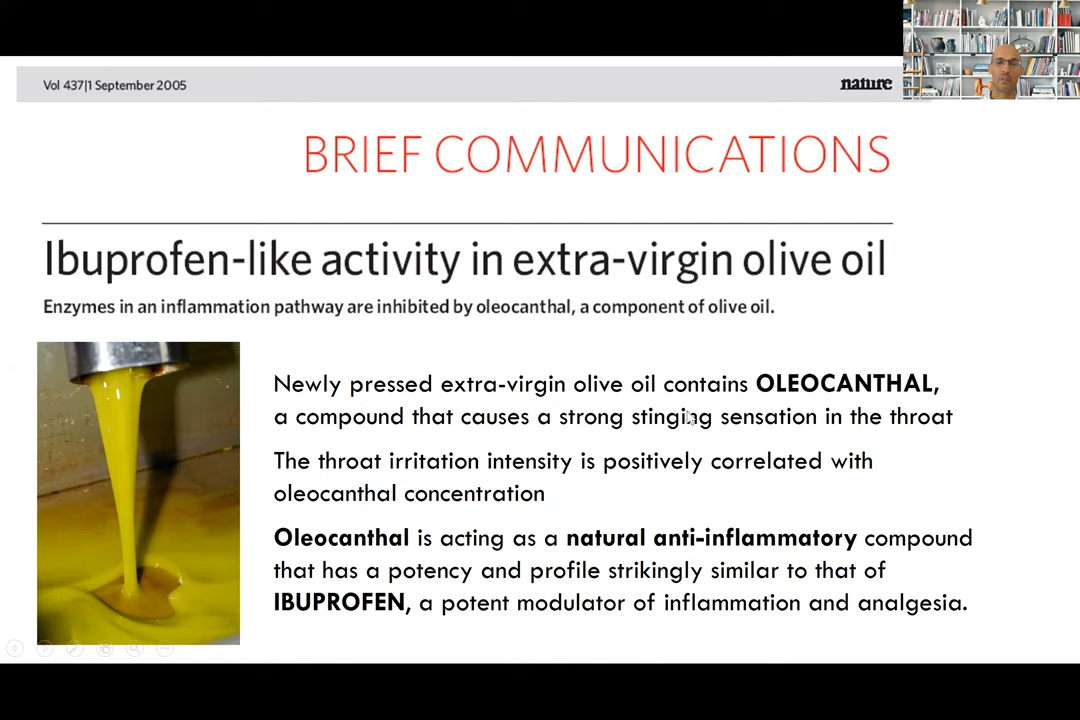 Vol 437|1 September 2005
nature
BRIEF COMMUNICATIONS
Ibuprofen-like activity in extra-virgin olive oil
Enzymes in an inflammation pathway are inhibited by oleocanthal, a component of olive oil.
Newly pressed extra-virgin olive oil contains OLEOCANTHAL,
a compound that causes a strong stinging sensation in the throat
The throat irritation intensity is positively correlated with
oleocanthal concentration
Oleocanthal is acting as a natural anti-inflammatory compound
that has a potency and profile strikingly similar to that of
IBUPROFEN, a potent modulator of inflammation and analgesia.